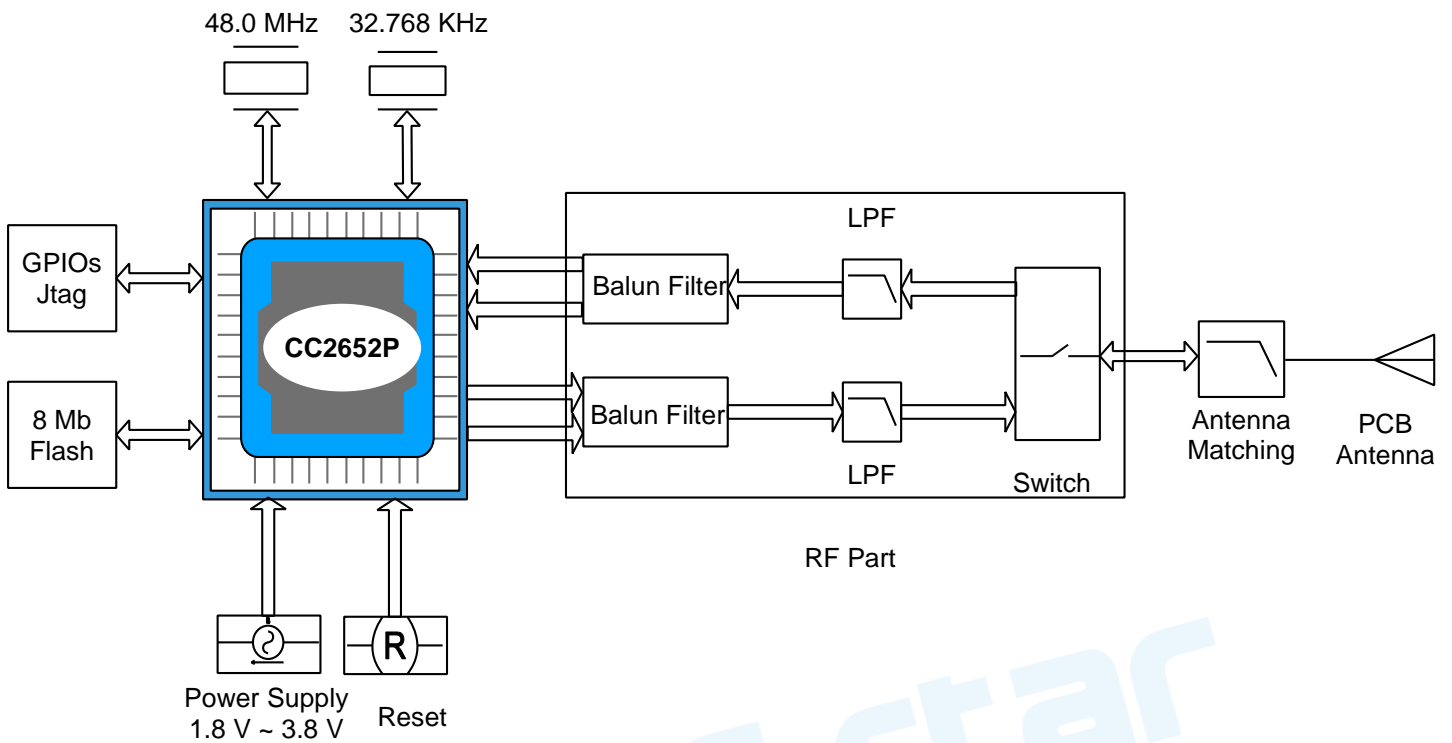 48.0 MHz
32.768 KHz
GPIOs
Jtag
8 Mb
Flash
CC2652P
LPF
Balun Filter
Balun Filter
LPF
Switch
RF Part
Antenna
Matching
PCB
Antenna
R
Power Supply
1.8 V ~ 3.8 V
Reset
star